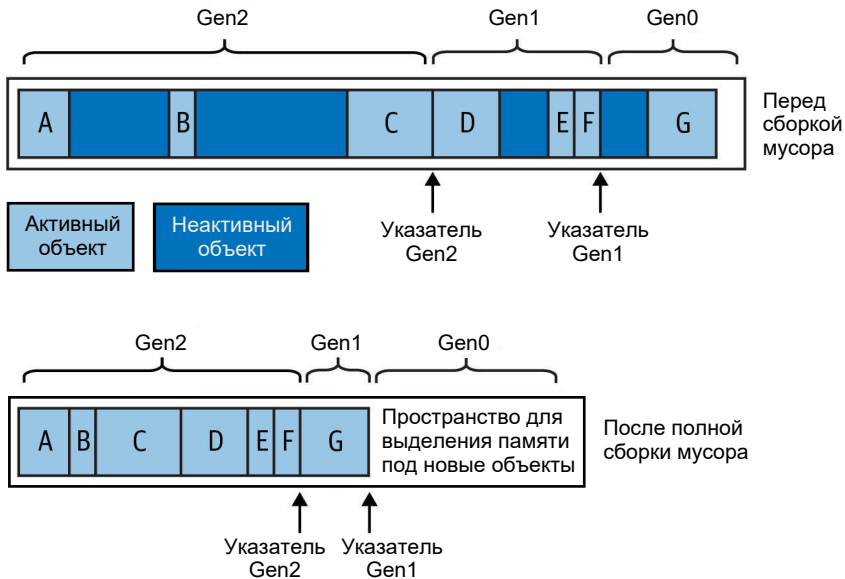 Gen2 Gen1 Gen0
A B C D E F G
Перед
сборкой
мусора
Активный
объект
Неактивный
объект
Указатель
Gen2
Указатель
Gen1
Gen2 Gen1 Gen0
A B C D E F G
Пространство для
выделения памяти
под новые объекты
После полной
сборки мусора
Указатель
Gen2
Указатель
Gen1